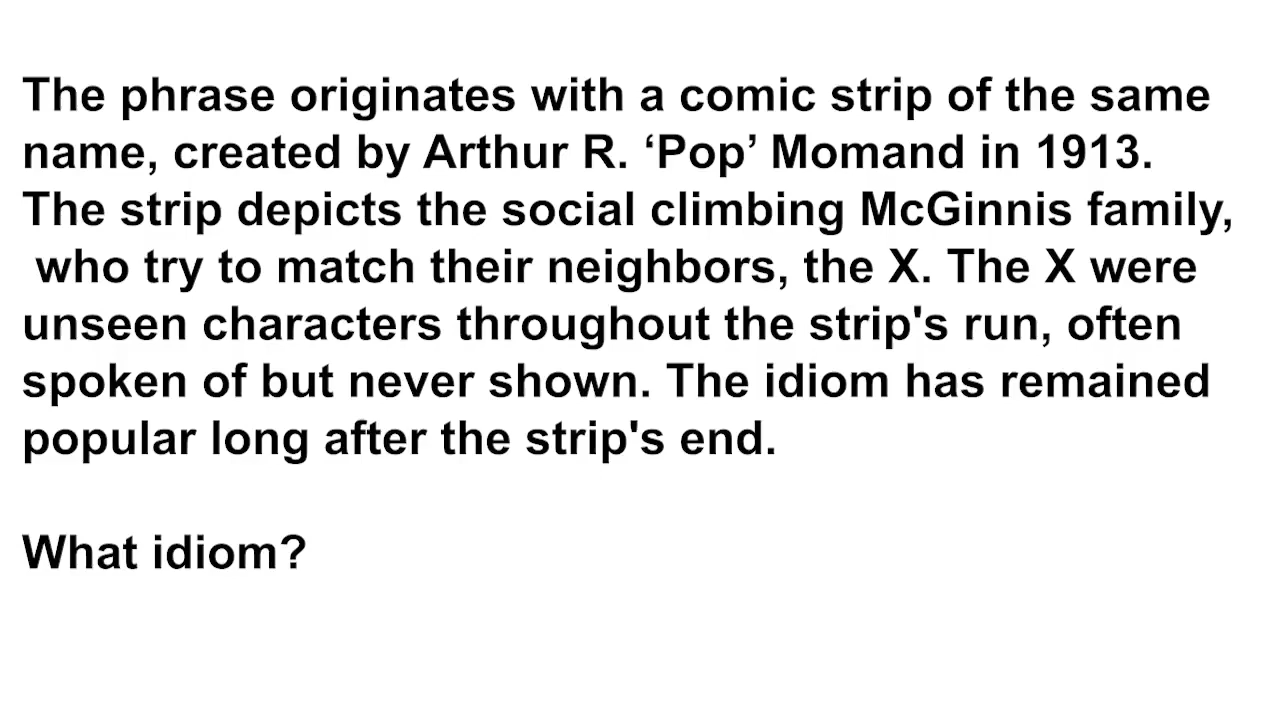 The phrase originates with a comic strip of the same
name, created by Arthur R. ‘Pop’ Momand in 1913.
The strip depicts the social climbing McGinnis family,
who try to match their neighbors, the X. The X were
unseen characters throughout the strip's run, often
spoken of but never shown. The idiom has remained
popular long after the strip's end.
What idiom?